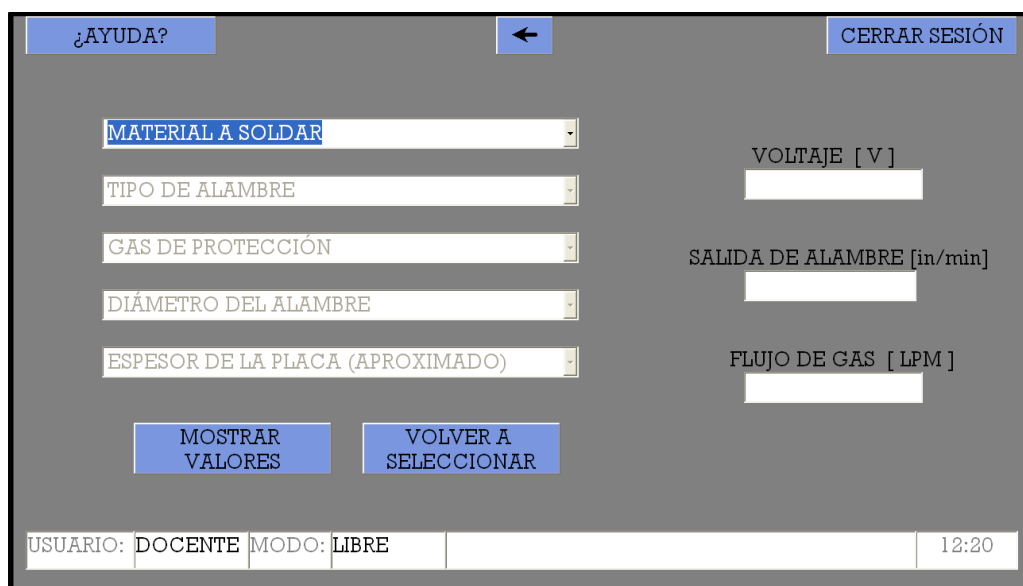 ¿AYUDA?
CERRAR SESIÓN
MATERIAL A SOLDAR
TIPO DE ALAMBRE
GAS DE PROTECCIÓN
DIÁMETRO DEL ALAMBRE
ESPESOR DE LA PLACA (APROXIMADO)
VOLTAJE [ V ]
SALIDA DE ALAMBRE [in/min]
FLUJO DE GAS [ LPM ]
MOSTRAR
VALORES
VOLVER A
SELECCIONAR
USUARIO: DOCENTE MODO: LIBRE 12:20